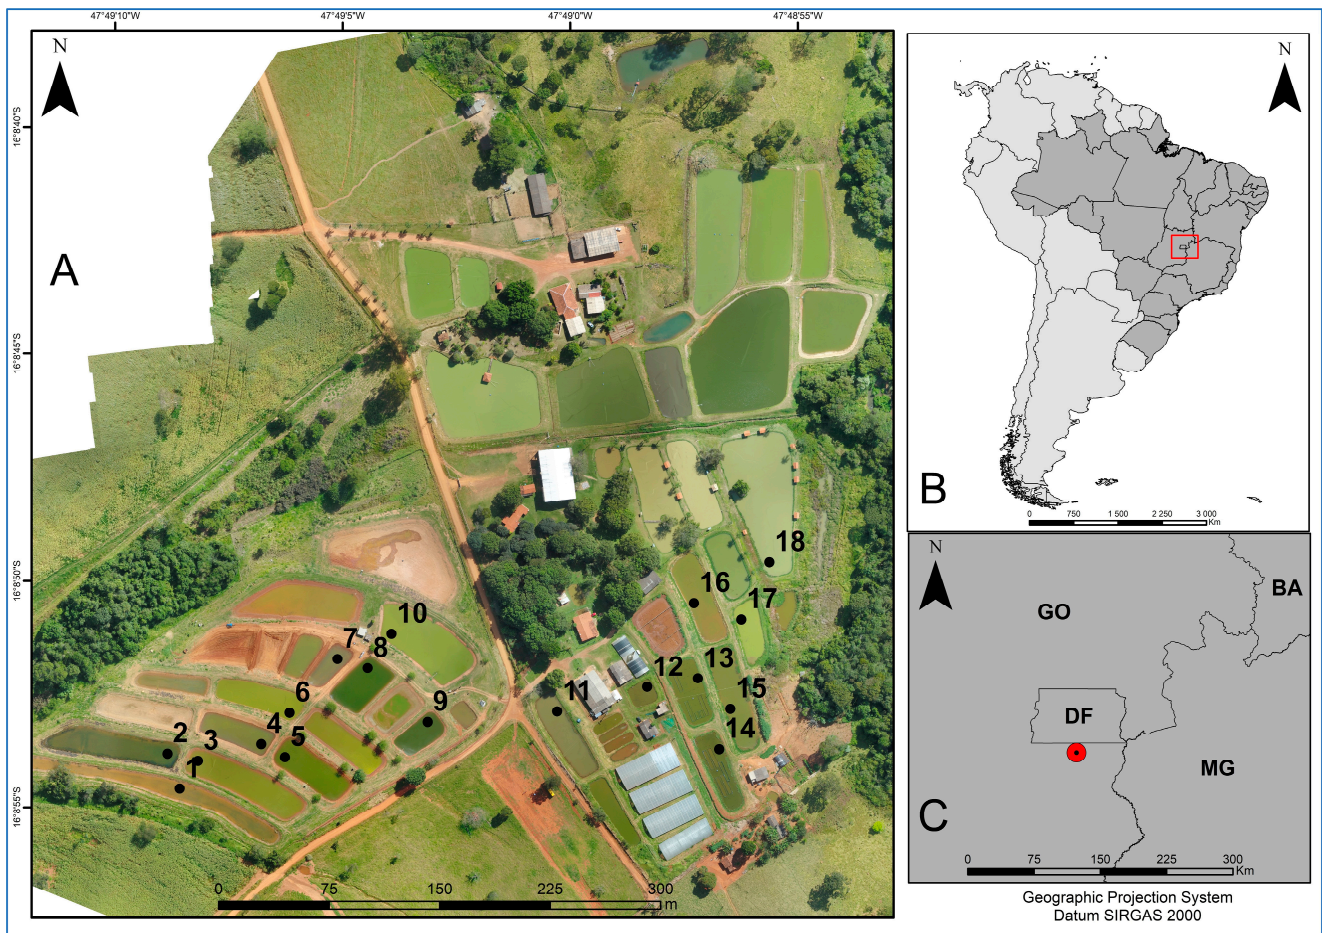 47°49'10"W
47°49'5"W
47°49'0"W
47°48'55"W
N
16°8'40"S
6°8'45"S
16°8'50"S
16°8'55"S
A
18
16
17
10
7
8
13
12
6
15
11
9
14
2
3
4
5
1
0
75
150
225
300
m
N
B
0
750
1 500
2 250
3 000
Km
N
BA
GO
DF
MG
C
0
75
150
225
300
Km
Geographic Projection System
Datum SIRGAS 2000